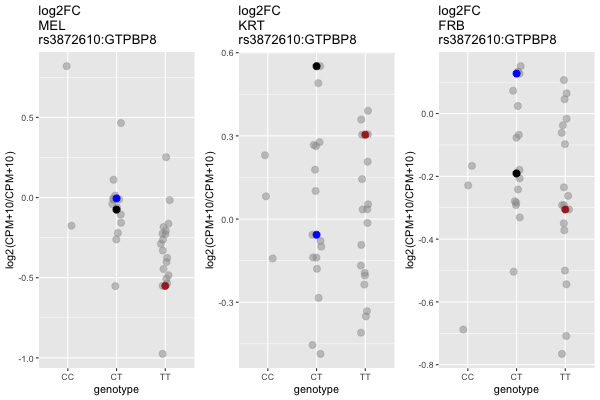 log2FC
MEL
rs3872610:GTPBP8
log2(CPM+10/CPM+10)
0.5
0.0
-0.5
-1.0
CC
CT
TT
genotype
log2FC
KRT
rs3872610:GTPBP8
log2(CPM+10/CPM+10)
0.6
0.3
0.0
-0.3
CC
CT
TT
genotype
log2FC
FRB
rs3872610:GTPBP8
log2(CPM+10/CPM+10)
0.0
-0.2
-0.4
-0.6
-0.8
CC
CT
TT
genotype